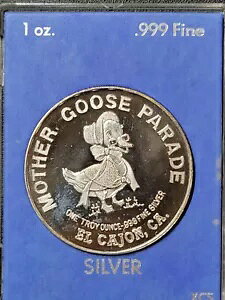 1 oz.
.999 Fine
MOTHER GOOSE PARADE
ONE TROY OUNCE-.999 FINE SILVER
EL CAJON, CA.
SILVER